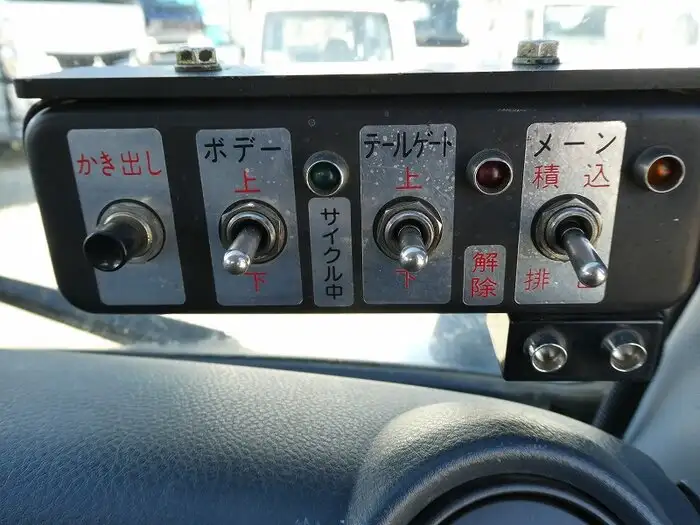 かき出し
ボデー
上
下
サイクル中
テールゲート
上
下
解除
メーン
積込
排